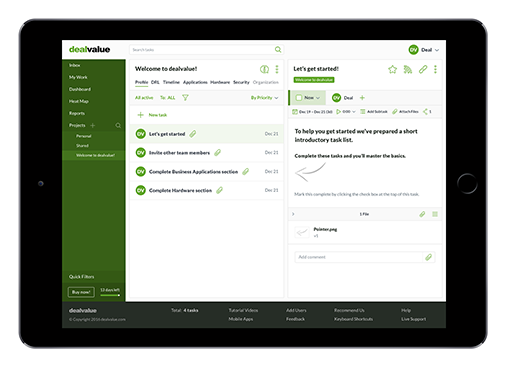 dealvalue
Search tasks
DV Deal
Inbox
My Work
Dashboard
Heat Map
Reports
Projects
Personal
Shared
Welcome to dealvalue!
Quick Filters
Buy now!
13 days left
Welcome to dealvalue!
Profile DRL Timeline Applications Hardware Security Organization
All active To: ALL By Priority
+ New task
DV Let's get started Dec 21
DV Invite other team members Dec 21
DV Complete Business Applications section Dec 21
DV Complete Hardware section Dec 21
Let's get started!
Welcome to dealvalue!
New DV Deal +
Dec 19 - Dec 21 (3d) 0:00 Add Subtask Attach Files 1
To help you get started we've prepared a short
introductory task list.
Complete these tasks and you'll master the basics.
Mark this complete by clicking the check box at the top of this task.
1 File
Pointer.png
Add comment
dealvalue
© Copyright 2016 dealvalue.com
Total 4 tasks
Tutorial Videos
Mobile Apps
Add Users
Feedback
Recommend Us
Keyboard Shortcuts
Help
Live Support